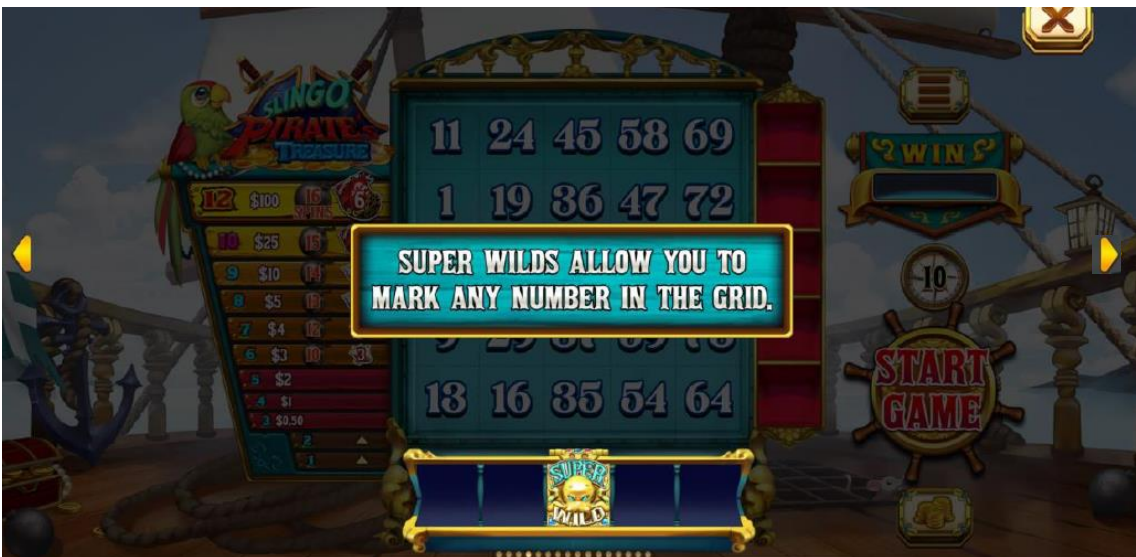 SLINGO
PIRATE'S
TREASURE
12 $100 16 SPINS 6
10 $25 15
9 $10 14
8 $5 13
7 $4 12
6 $3 10 3
5 $2
4 $1
3 $0.50
2
1
11 24 45 58 69
1 19 36 47 72
SUPER WILDS ALLOW YOU TO
MARK ANY NUMBER IN THE GRID.
13 16 35 54 64
SUPER
WILD
X
WIN
10
START
GAME